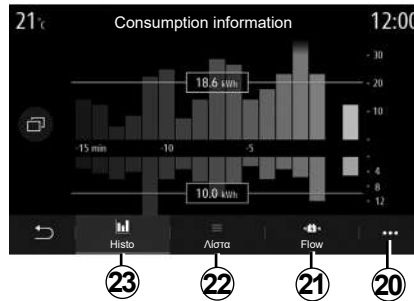 21°c Consumption information 12:00
30
18.6 kWh
20
10
-15 min -10 -5
4
8
10.0 kWh
12
Histo Λίστα Flow
23 22 21 20